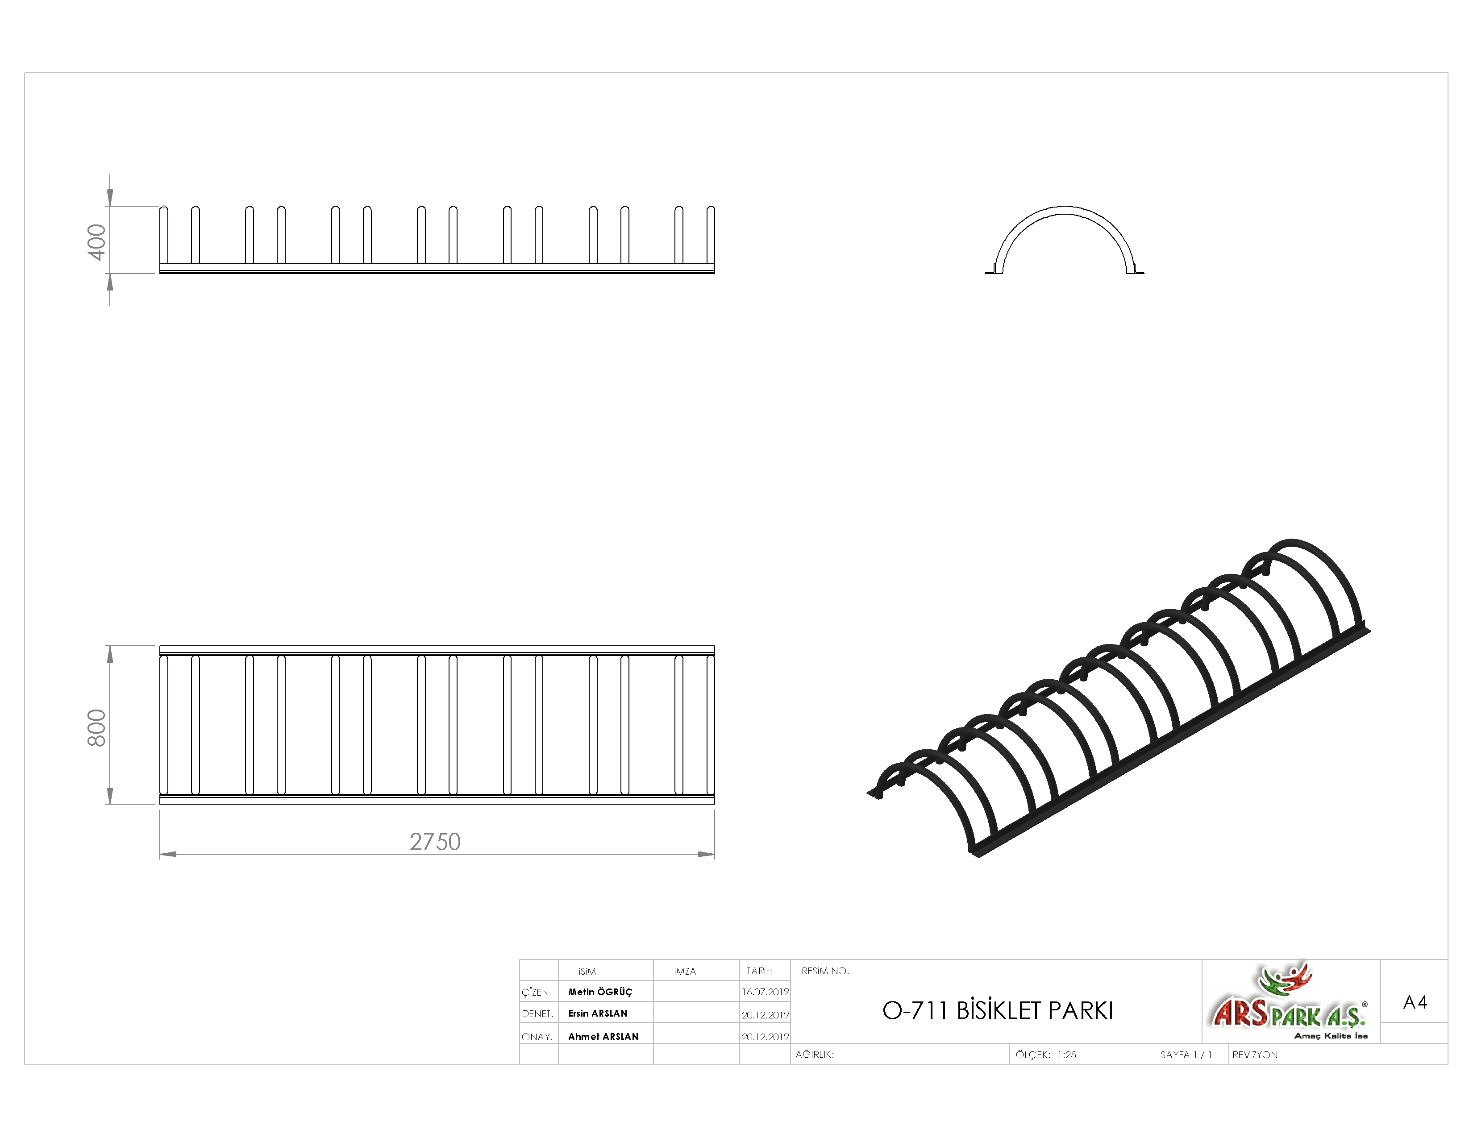 400
800
2750
İSİM İMZA TARİH RESİM NO.
ÇİZEN. Metin ÖGRÜÇ 16.07.2019
DENET. Ersin ARSLAN 20.12.2019
ONAY. Ahmet ARSLAN 20.12.2019
O-711 BİSİKLET PARKI
ARSPARK A.Ş. ®
Amaç Kalite İse
A4
AĞIRLIK: ÖLÇEK: 1:25 SAYFA 1 / 1 REVİZYON